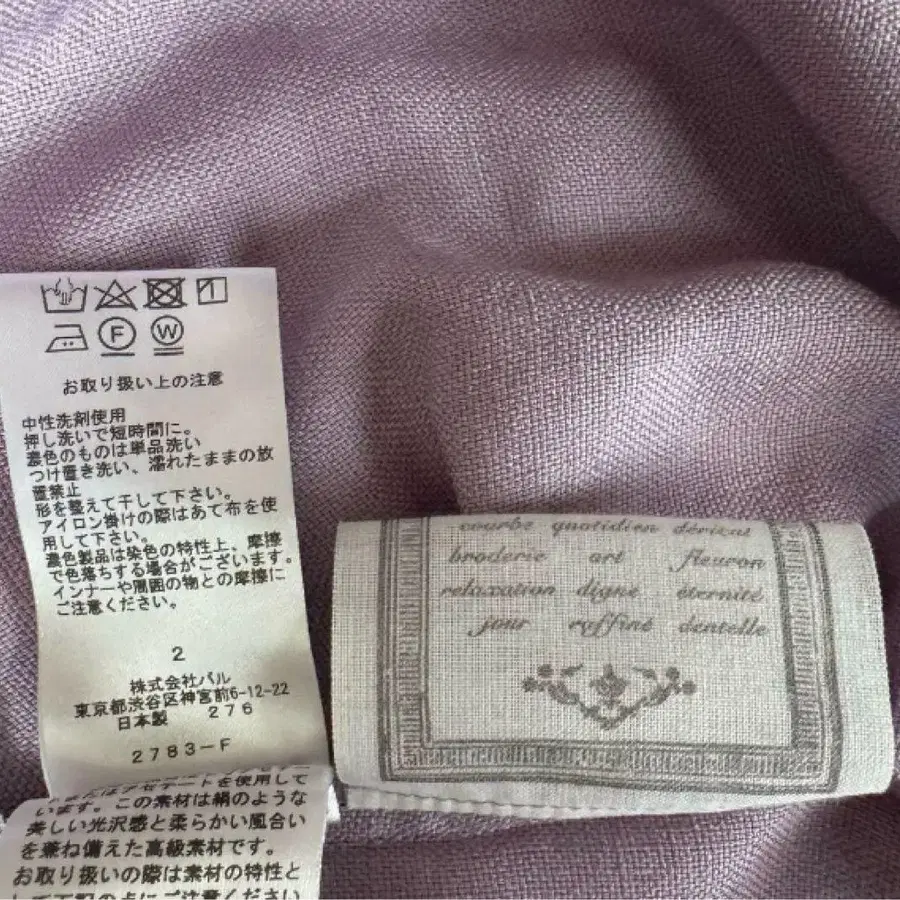 F W
お取り扱い上の注意
中性洗剤使用
押し洗いで短時間に。
濃色のものは単品洗い
つけ置き洗い、濡れたままの放
置禁止
形を整えて干して下さい。
アイロン掛けの際はあて布を使
用して下さい。
濃色製品は染色の特性上、摩擦
で色落ちする場合がございます。
インナーや周囲の物との摩擦に
ご注意ください。
2
株式会社パル
東京都渋谷区神宮前6-12-22
日本製 276
2783-F
アセテートを使用して
います。この素材は絹のような
美しい光沢感と柔らかい風合い
を兼ね備えた高級素材です。
お取り扱いの際は素材の特性と
courbe quotidien
broderie art fleuron
relaxation digne éternité
jour raffiné dentelle